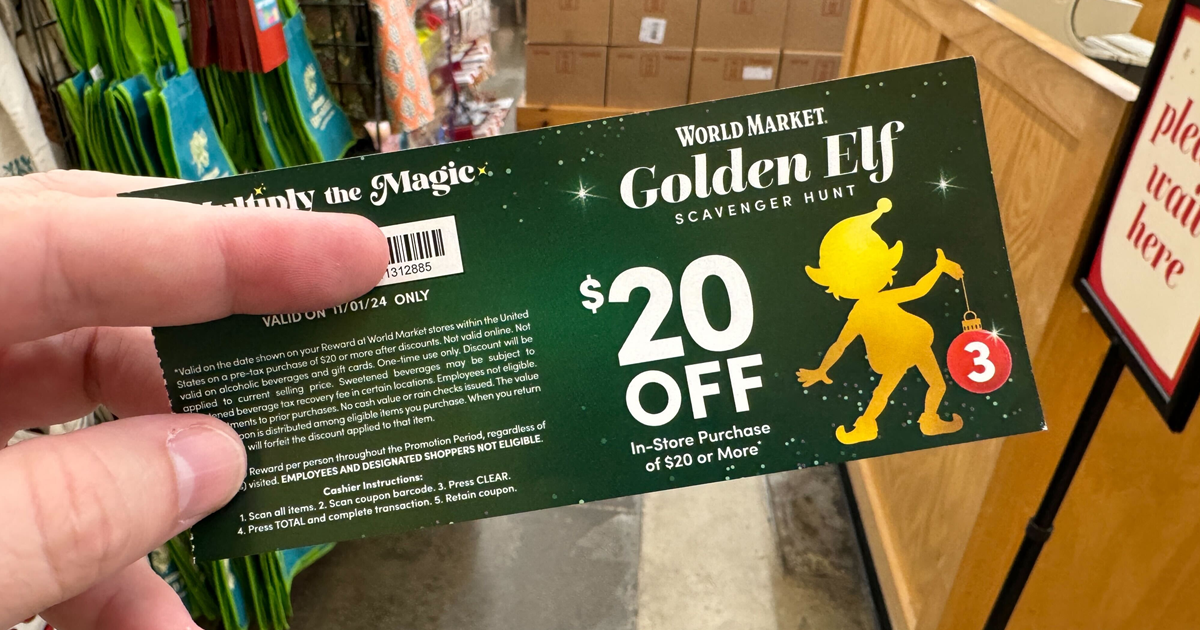 the Magic
1312885
VALID ON 11/01/24 ONLY
*Valid on the date shown on your Reward at World Market stores within the United
States on a pre-tax purchase of $20 or more after discounts. Not valid online. Not
valid on alcoholic beverages and gift cards. One-time use only. Discount will be
applied to current selling price. Sweetened beverages may be subject to
ened beverage tax recovery fee in certain locations. Employees not eligible.
ments to prior purchases. No cash value or rain checks issued. The value
pon is distributed among eligible items you purchase. When you return
will forfeit the discount applied to that item.
Reward per person throughout the Promotion Period, regardless of
visited. EMPLOYEES AND DESIGNATED SHOPPERS NOT ELIGIBLE.
Cashier Instructions:
1. Scan all items. 2. Scan coupon barcode. 3. Press CLEAR.
4. Press TOTAL and complete transaction. 5. Retain coupon.
WORLD MARKET.
Golden Elf
SCAVENGER HUNT
$20
OFF
In-Store Purchase
of $20 or More*
3
wait
here